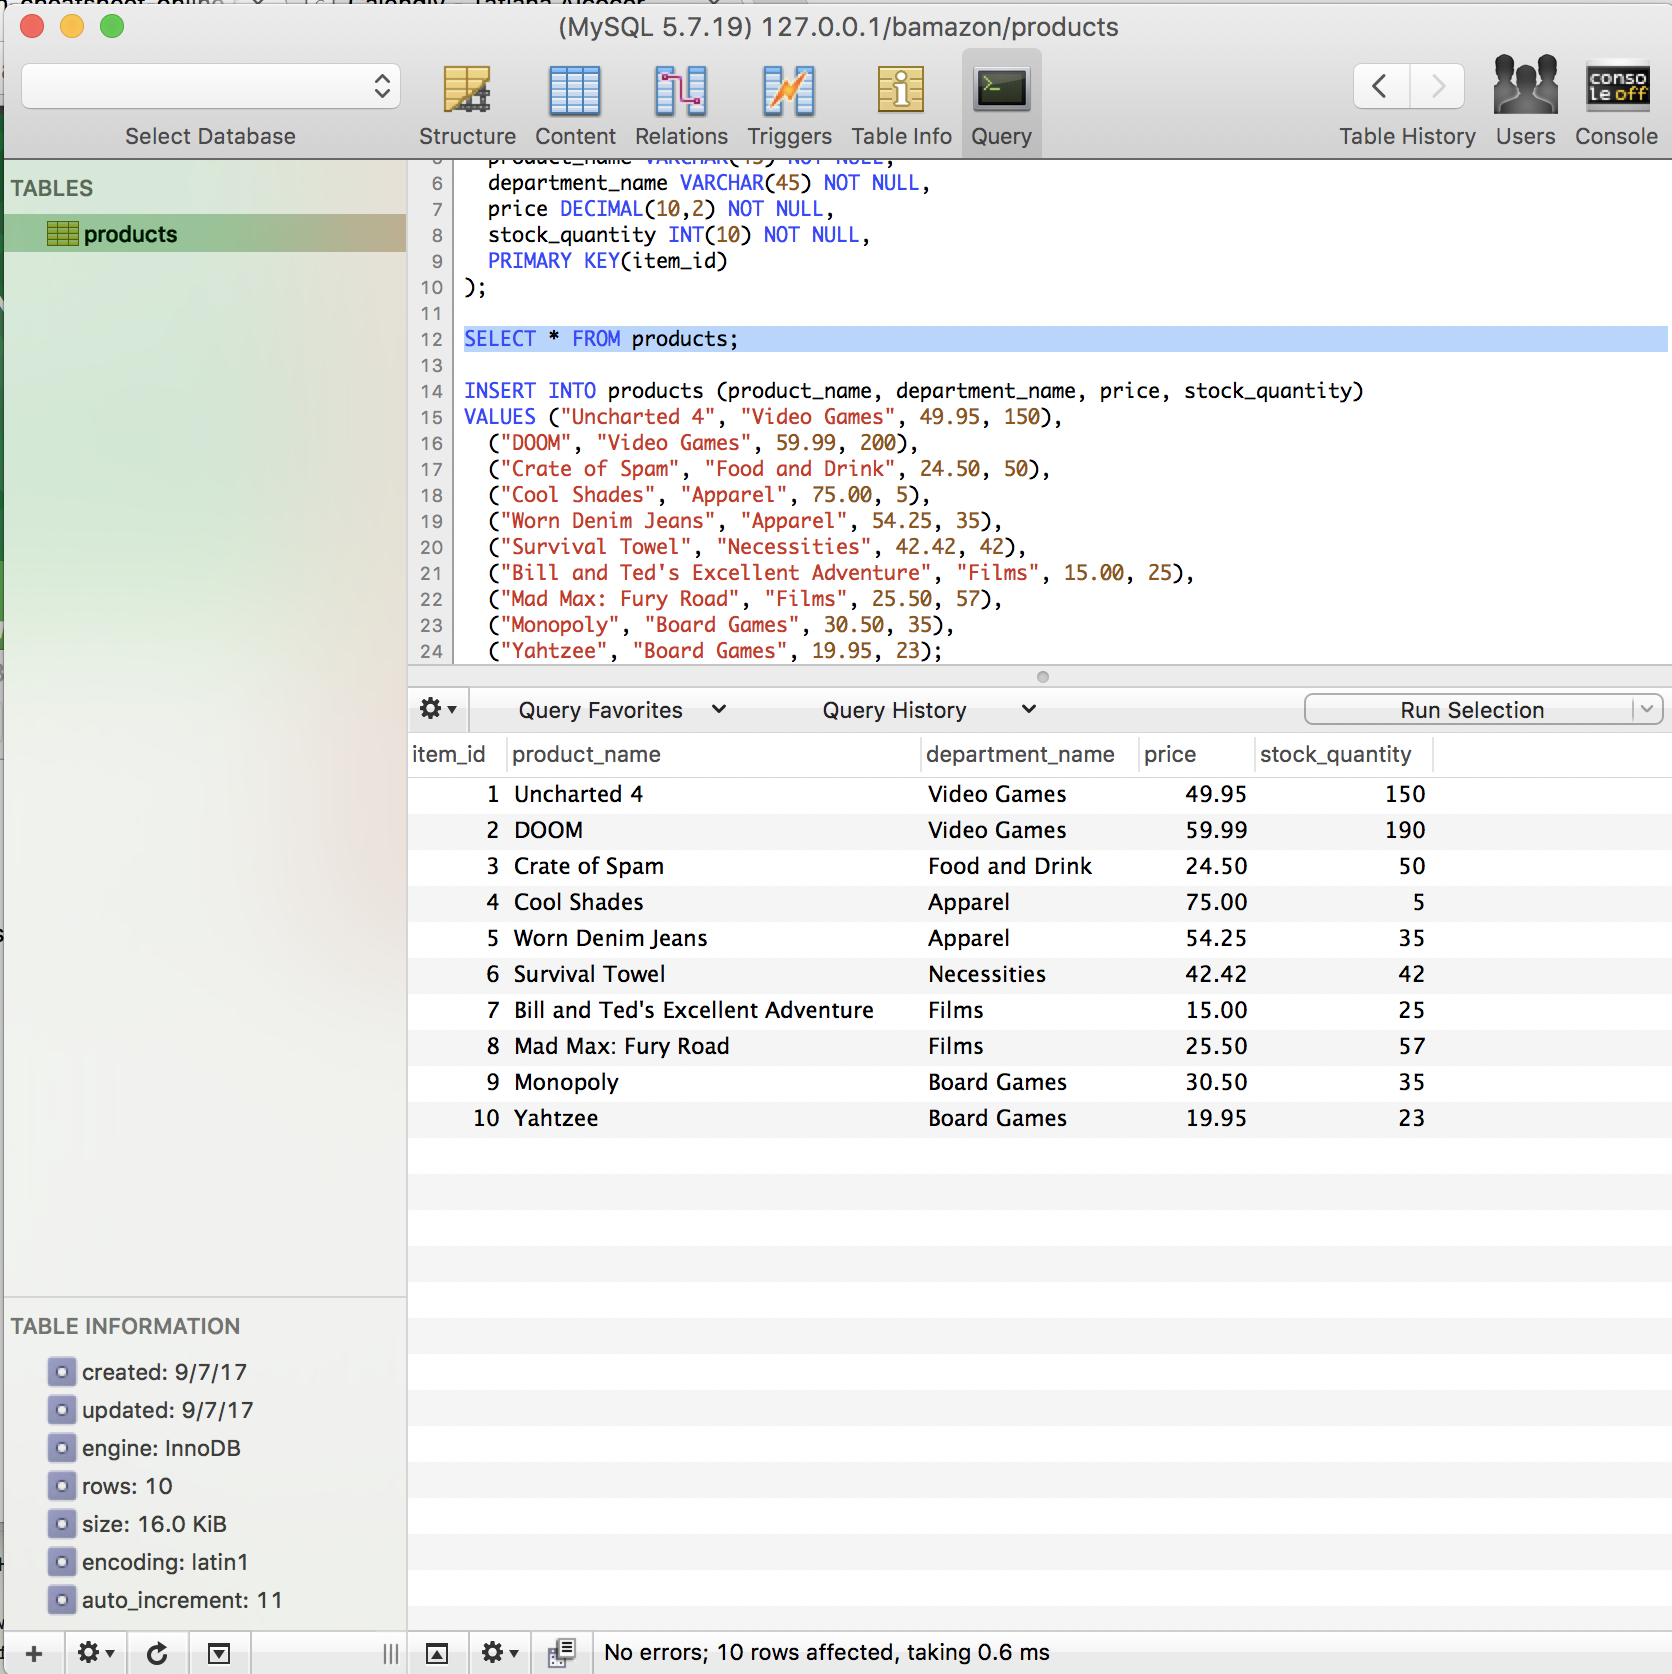 (MySQL 5.7.19) 127.0.0.1/bamazon/products
Select Database
Structure
Content
Relations
Triggers
Table Info
Query
Table History
Users
Console
conso
le off
TABLES
products
product_name VARCHAR(45) NOT NULL,
6 department_name VARCHAR(45) NOT NULL,
7 price DECIMAL(10,2) NOT NULL,
8 stock_quantity INT(10) NOT NULL,
9 PRIMARY KEY(item_id)
10 );
11
12 SELECT * FROM products;
13
14 INSERT INTO products (product_name, department_name, price, stock_quantity)
15 VALUES ("Uncharted 4", "Video Games", 49.95, 150),
16 ("DOOM", "Video Games", 59.99, 200),
17 ("Crate of Spam", "Food and Drink", 24.50, 50),
18 ("Cool Shades", "Apparel", 75.00, 5),
19 ("Worn Denim Jeans", "Apparel", 54.25, 35),
20 ("Survival Towel", "Necessities", 42.42, 42),
21 ("Bill and Ted's Excellent Adventure", "Films", 15.00, 25),
22 ("Mad Max: Fury Road", "Films", 25.50, 57),
23 ("Monopoly", "Board Games", 30.50, 35),
24 ("Yahtzee", "Board Games", 19.95, 23);
Query Favorites
Query History
Run Selection
item_id product_name department_name price stock_quantity
1 Uncharted 4 Video Games 49.95 150
2 DOOM Video Games 59.99 190
3 Crate of Spam Food and Drink 24.50 50
4 Cool Shades Apparel 75.00 5
5 Worn Denim Jeans Apparel 54.25 35
6 Survival Towel Necessities 42.42 42
7 Bill and Ted's Excellent Adventure Films 15.00 25
8 Mad Max: Fury Road Films 25.50 57
9 Monopoly Board Games 30.50 35
10 Yahtzee Board Games 19.95 23
TABLE INFORMATION
created: 9/7/17
updated: 9/7/17
engine: InnoDB
rows: 10
size: 16.0 KiB
encoding: latin1
auto_increment: 11
No errors; 10 rows affected, taking 0.6 ms